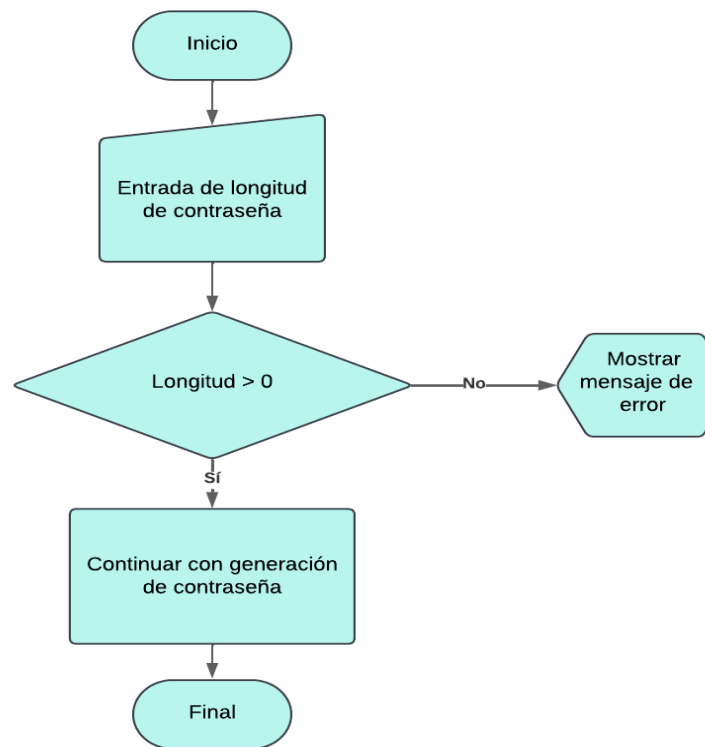 Inicio
Entrada de longitud
de contraseña
Longitud > 0
No
Mostrar
mensaje de
error
Sí
Continuar con generación
de contraseña
Final